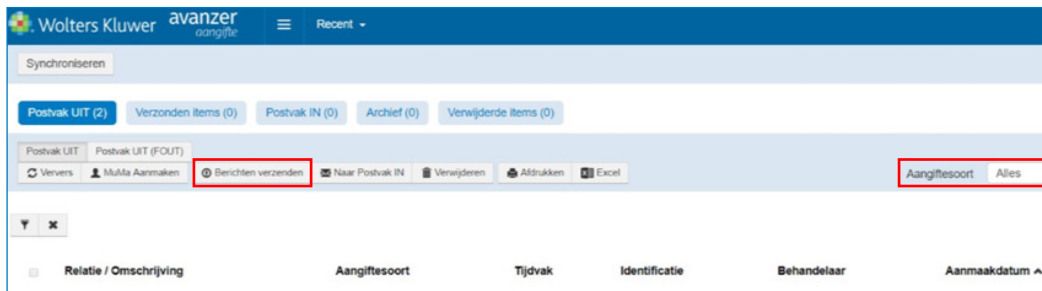 Wolters Kluwer avanzer aangifte Recent
Synchroniseren
Postvak UIT (2) Verzonden items (0) Postvak IN (0) Archief (0) Verwijderde items (0)
Postvak UIT Postvak UIT (FOUT)
Ververs MuMa Aanmaken Berichten verzenden Naar Postvak IN Verwijderen Afdrukken Excel Aangiftesoort Alles
Relatie / Omschrijving Aangiftesoort Tijdvak Identificatie Behandelaar Aanmaakdatum